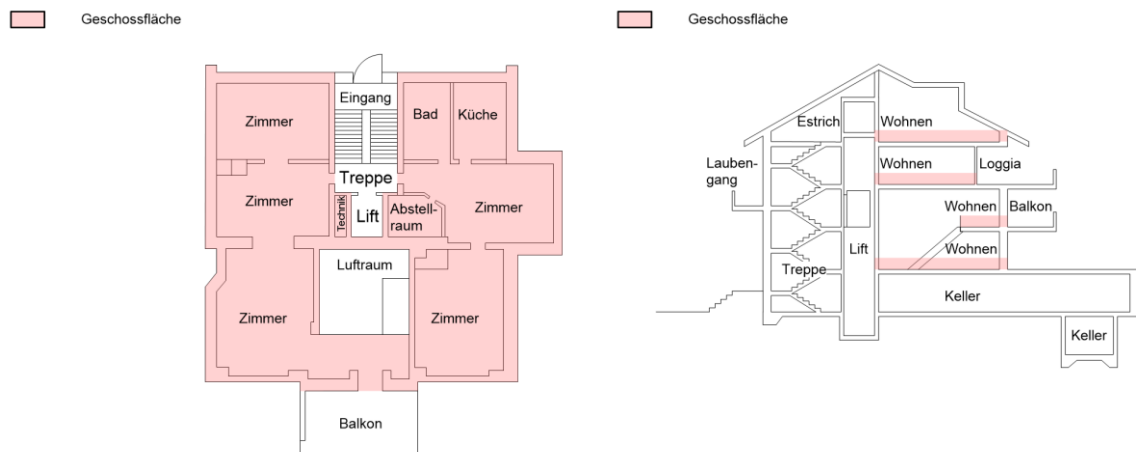 Geschossfläche
Eingang
Zimmer
Bad
Küche
Treppe
Zimmer
Technik
Lift
Abstell-
raum
Zimmer
Luftraum
Zimmer
Zimmer
Balkon
Geschossfläche
Estrich
Wohnen
Lauben-
gang
Wohnen
Loggia
Wohnen
Balkon
Treppe
Lift
Wohnen
Keller
Keller